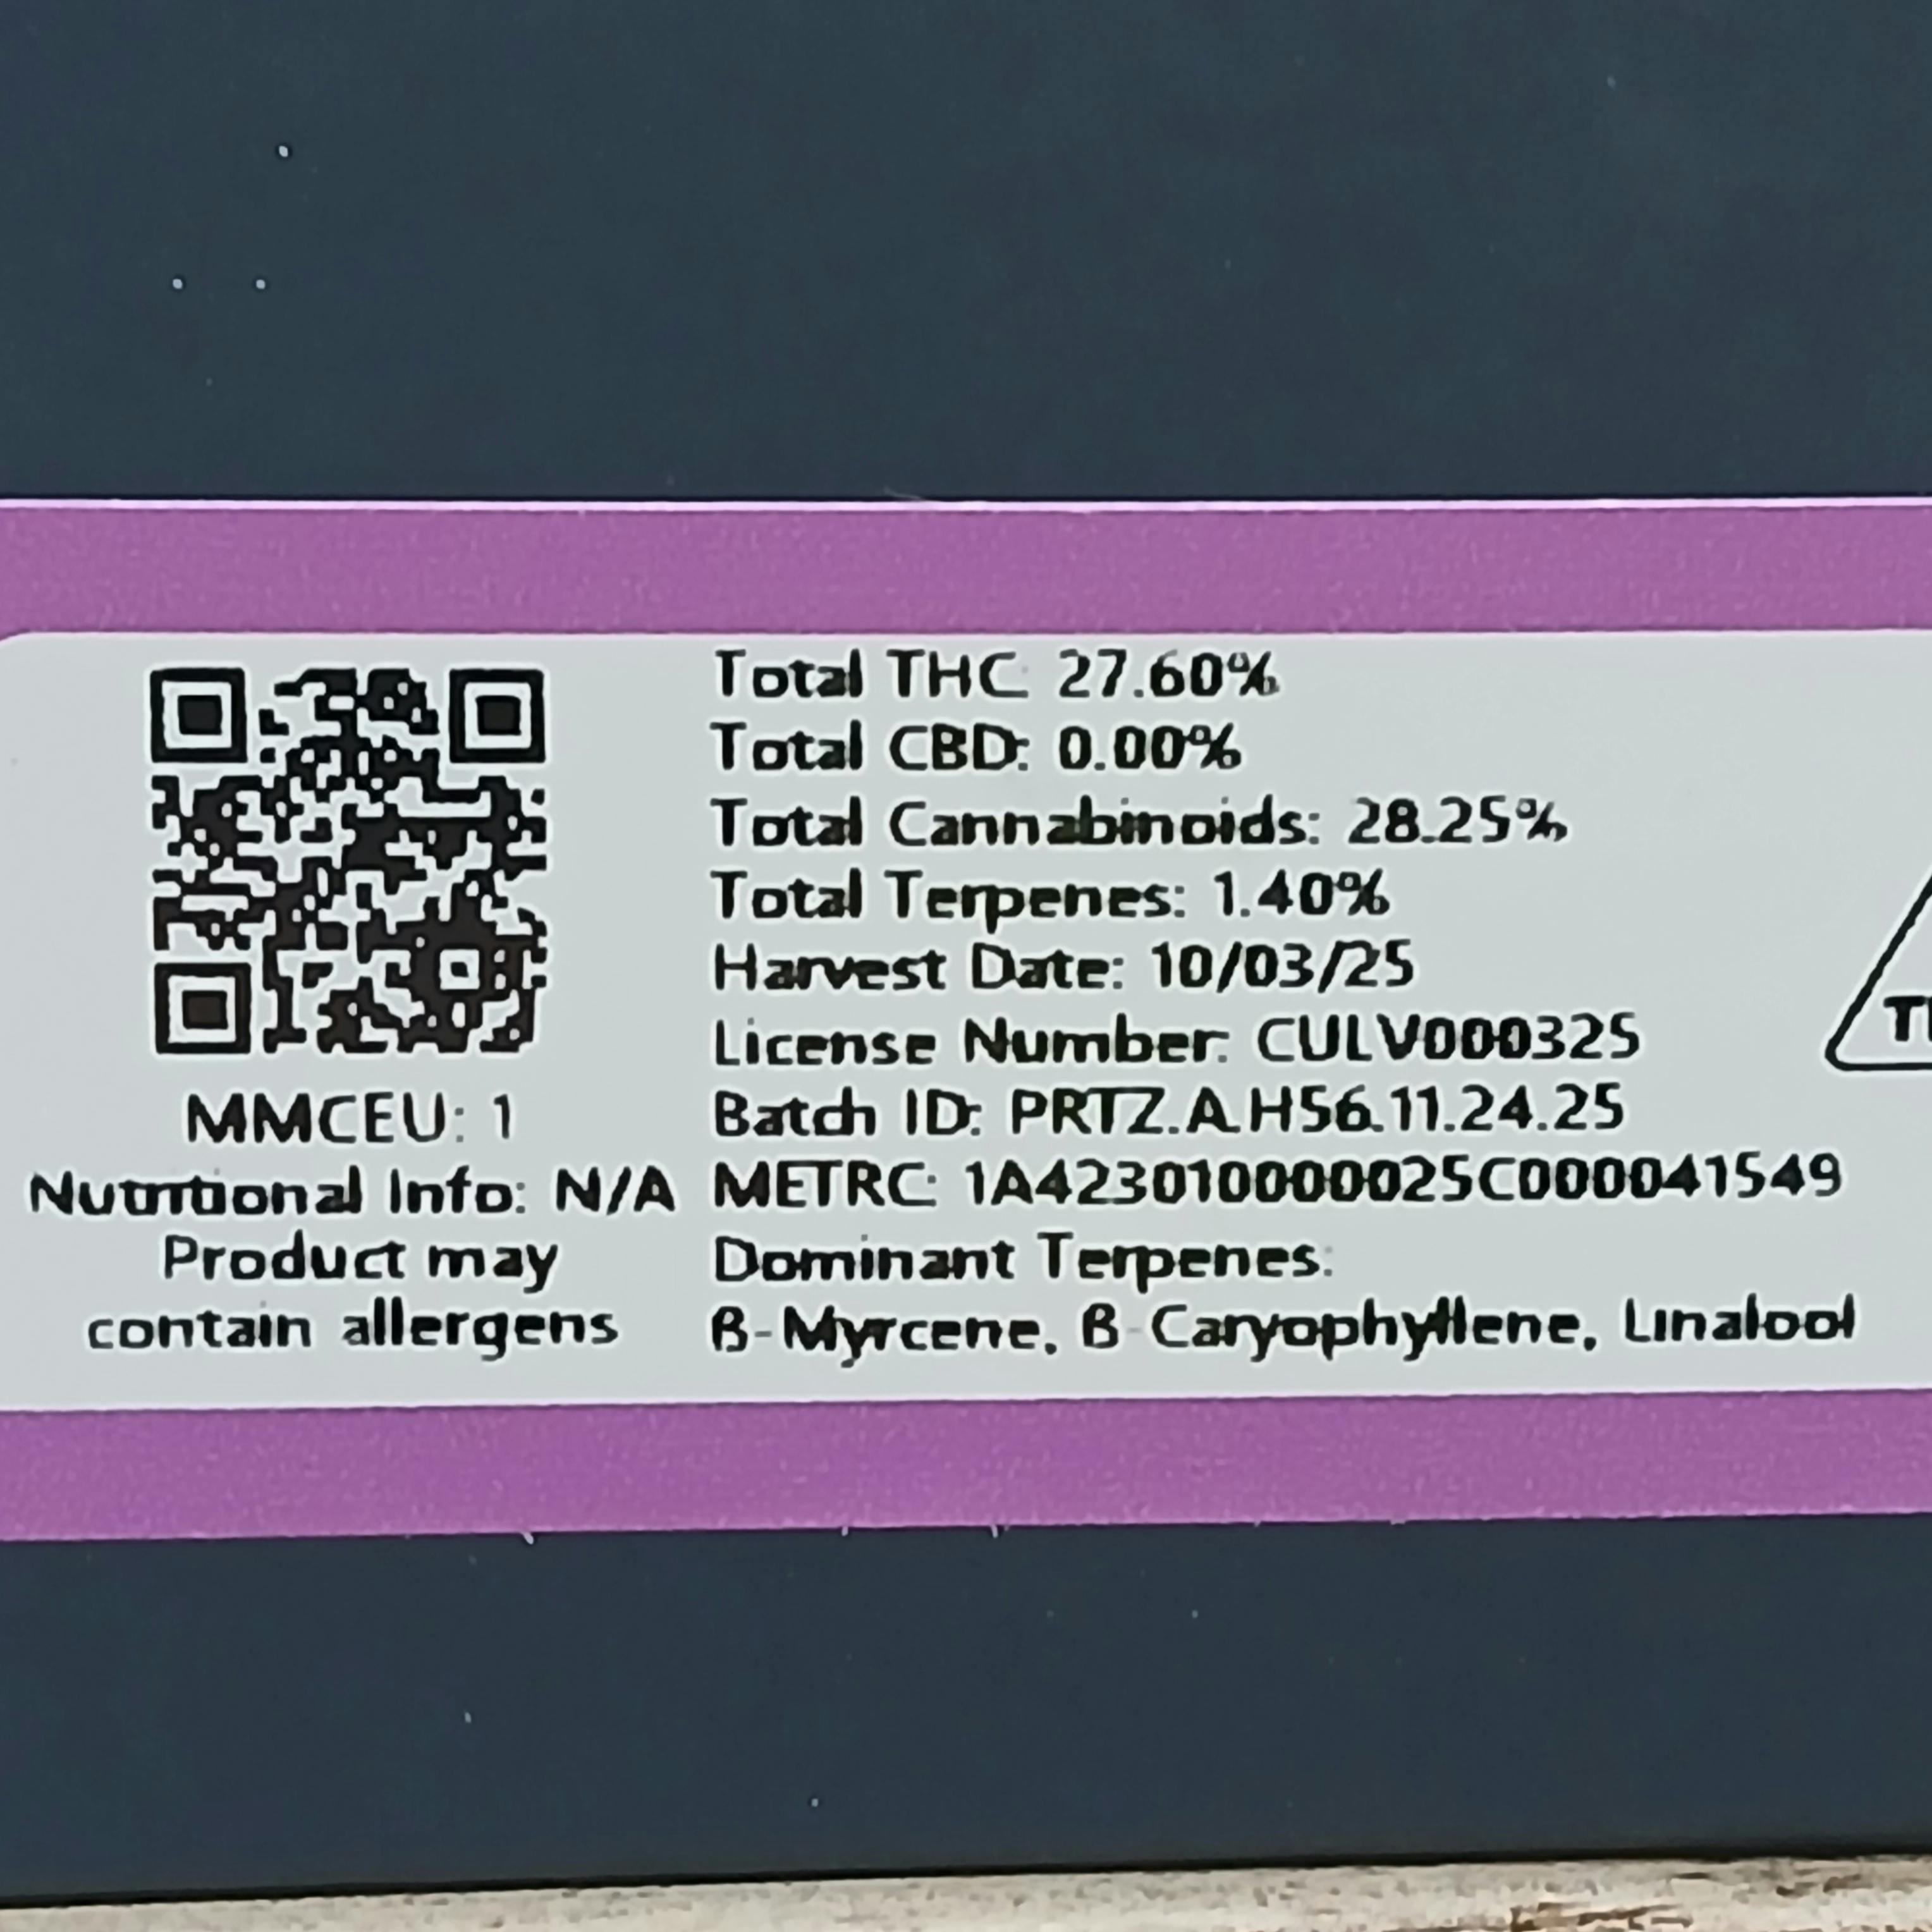 Total THC: 27.60%
Total CBD: 0.00%
Total Cannabinoids: 28.25%
Total Terpenes: 1.40%
Harvest Date: 10/03/25
License Number: CULV000325
Batch ID: PRTZ.A.H56.11.24.25
METRC: 1A4230100000025C000041549
Dominant Terpenes:
β-Myrcene, β-Caryophyllene, Linalool
MMCEU: 1
Nutritional Info: N/A
Product may
contain allergens